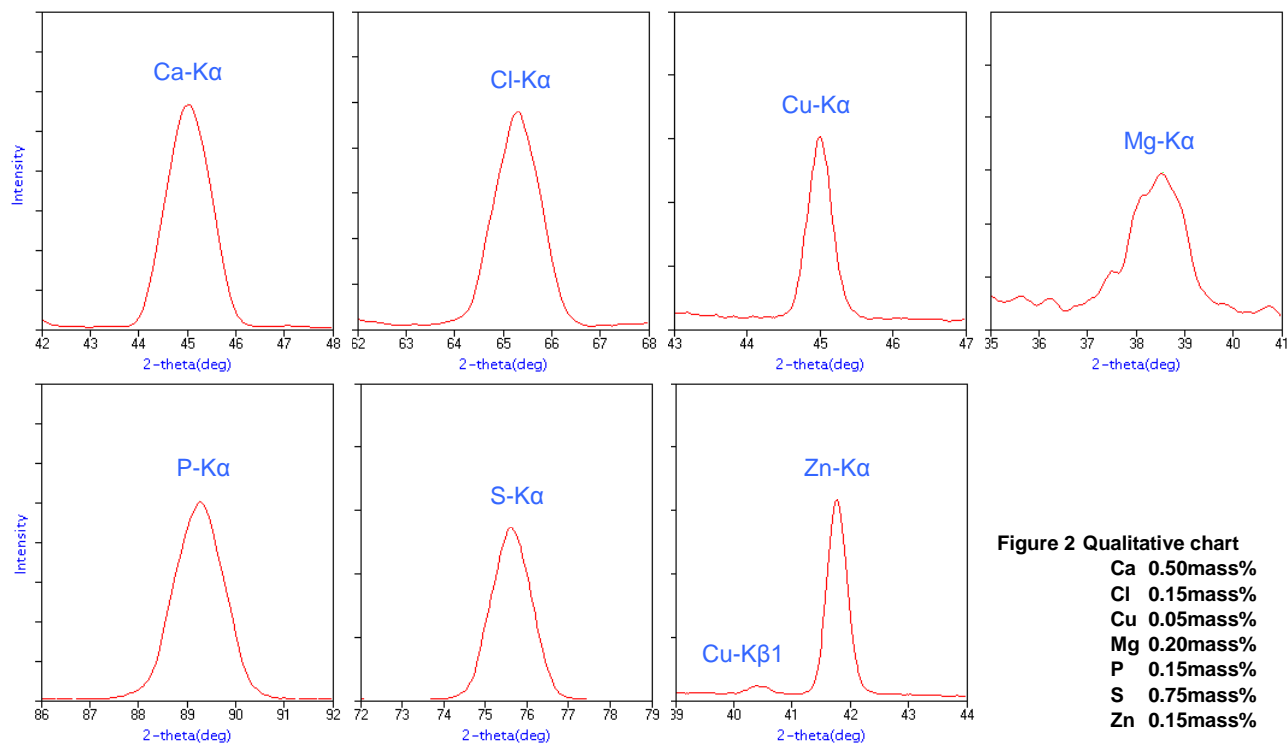 Ca-Kα
Intensity
42 43 44 45 46 47 48
2-theta(deg)
Cl-Kα
62 63 64 65 66 67 68
2-theta(deg)
Cu-Kα
43 44 45 46 47
2-theta(deg)
Mg-Kα
35 36 37 38 39 40 41
2-theta(deg)
P-Kα
Intensity
86 87 88 89 90 91 92
2-theta(deg)
S-Kα
72 73 74 75 76 77 78 79
2-theta(deg)
Zn-Kα
Cu-Kβ1
39 40 41 42 43 44
2-theta(deg)
Figure 2 Qualitative chart
Ca 0.50mass%
Cl 0.15mass%
Cu 0.05mass%
Mg 0.20mass%
P 0.15mass%
S 0.75mass%
Zn 0.15mass%